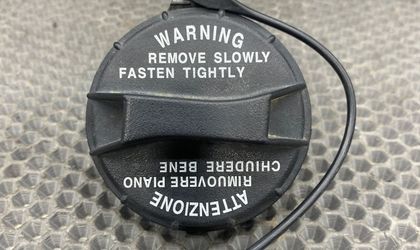 WARNING
REMOVE SLOWLY
FASTEN TIGHTLY
ATTENZIONE
RIMUOVERE PIANO
CHIUDERE BENE